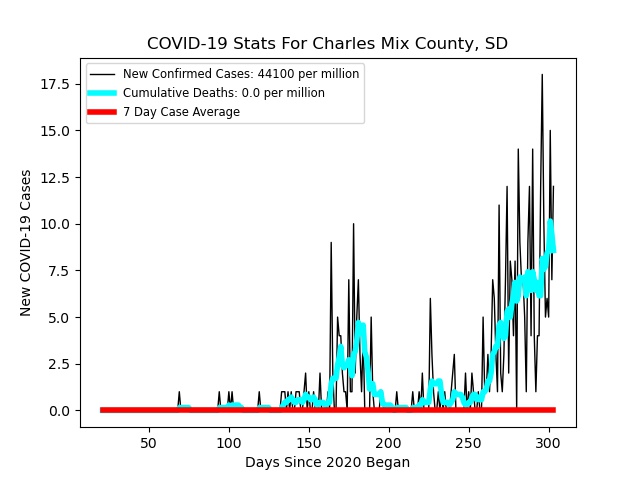 COVID-19 Stats For Charles Mix County, SD
New Confirmed Cases: 44100 per million
Cumulative Deaths: 0.0 per million
7 Day Case Average
New COVID-19 Cases
17.5
15.0
12.5
10.0
7.5
5.0
2.5
0.0
50 100 150 200 250 300
Days Since 2020 Began